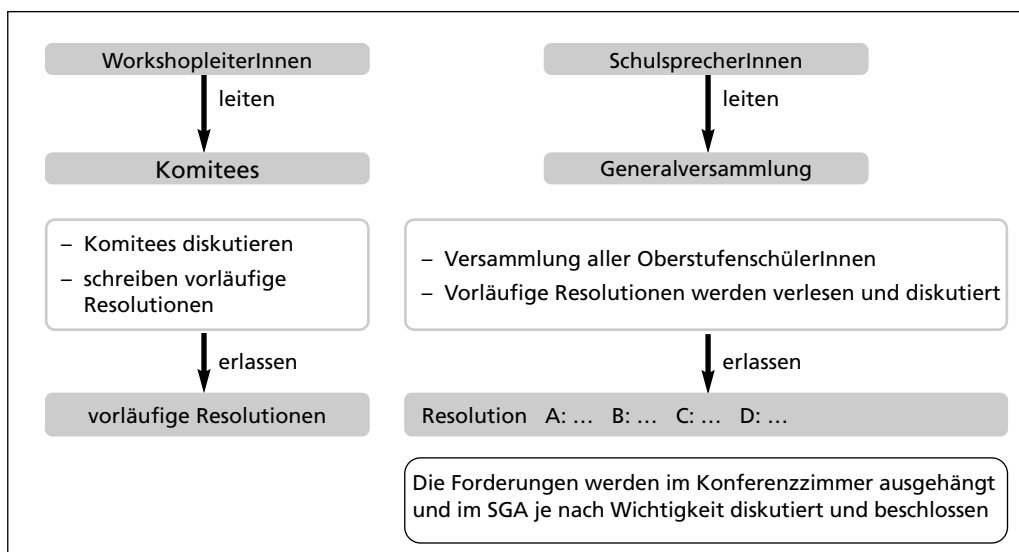 WorkshopleiterInnen
leiten
Komitees
– Komitees diskutieren
– schreiben vorläufige
Resolutionen
erlassen
vorläufige Resolutionen
SchulsprecherInnen
leiten
Generalversammlung
– Versammlung aller OberstufenschülerInnen
– Vorläufige Resolutionen werden verlesen und diskutiert
erlassen
Resolution A: … B: … C: … D: …
Die Forderungen werden im Konferenzzimmer ausgehängt
und im SGA je nach Wichtigkeit diskutiert und beschlossen